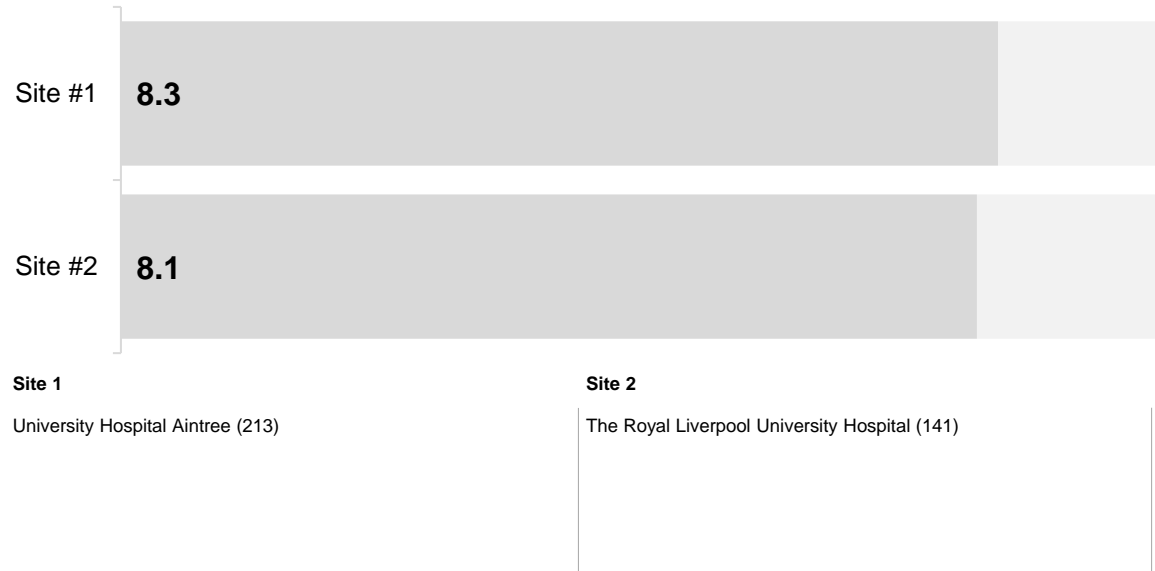 Site #1
8.3
Site #2
8.1
Site 1
Site 2
University Hospital Aintree (213)
The Royal Liverpool University Hospital (141)